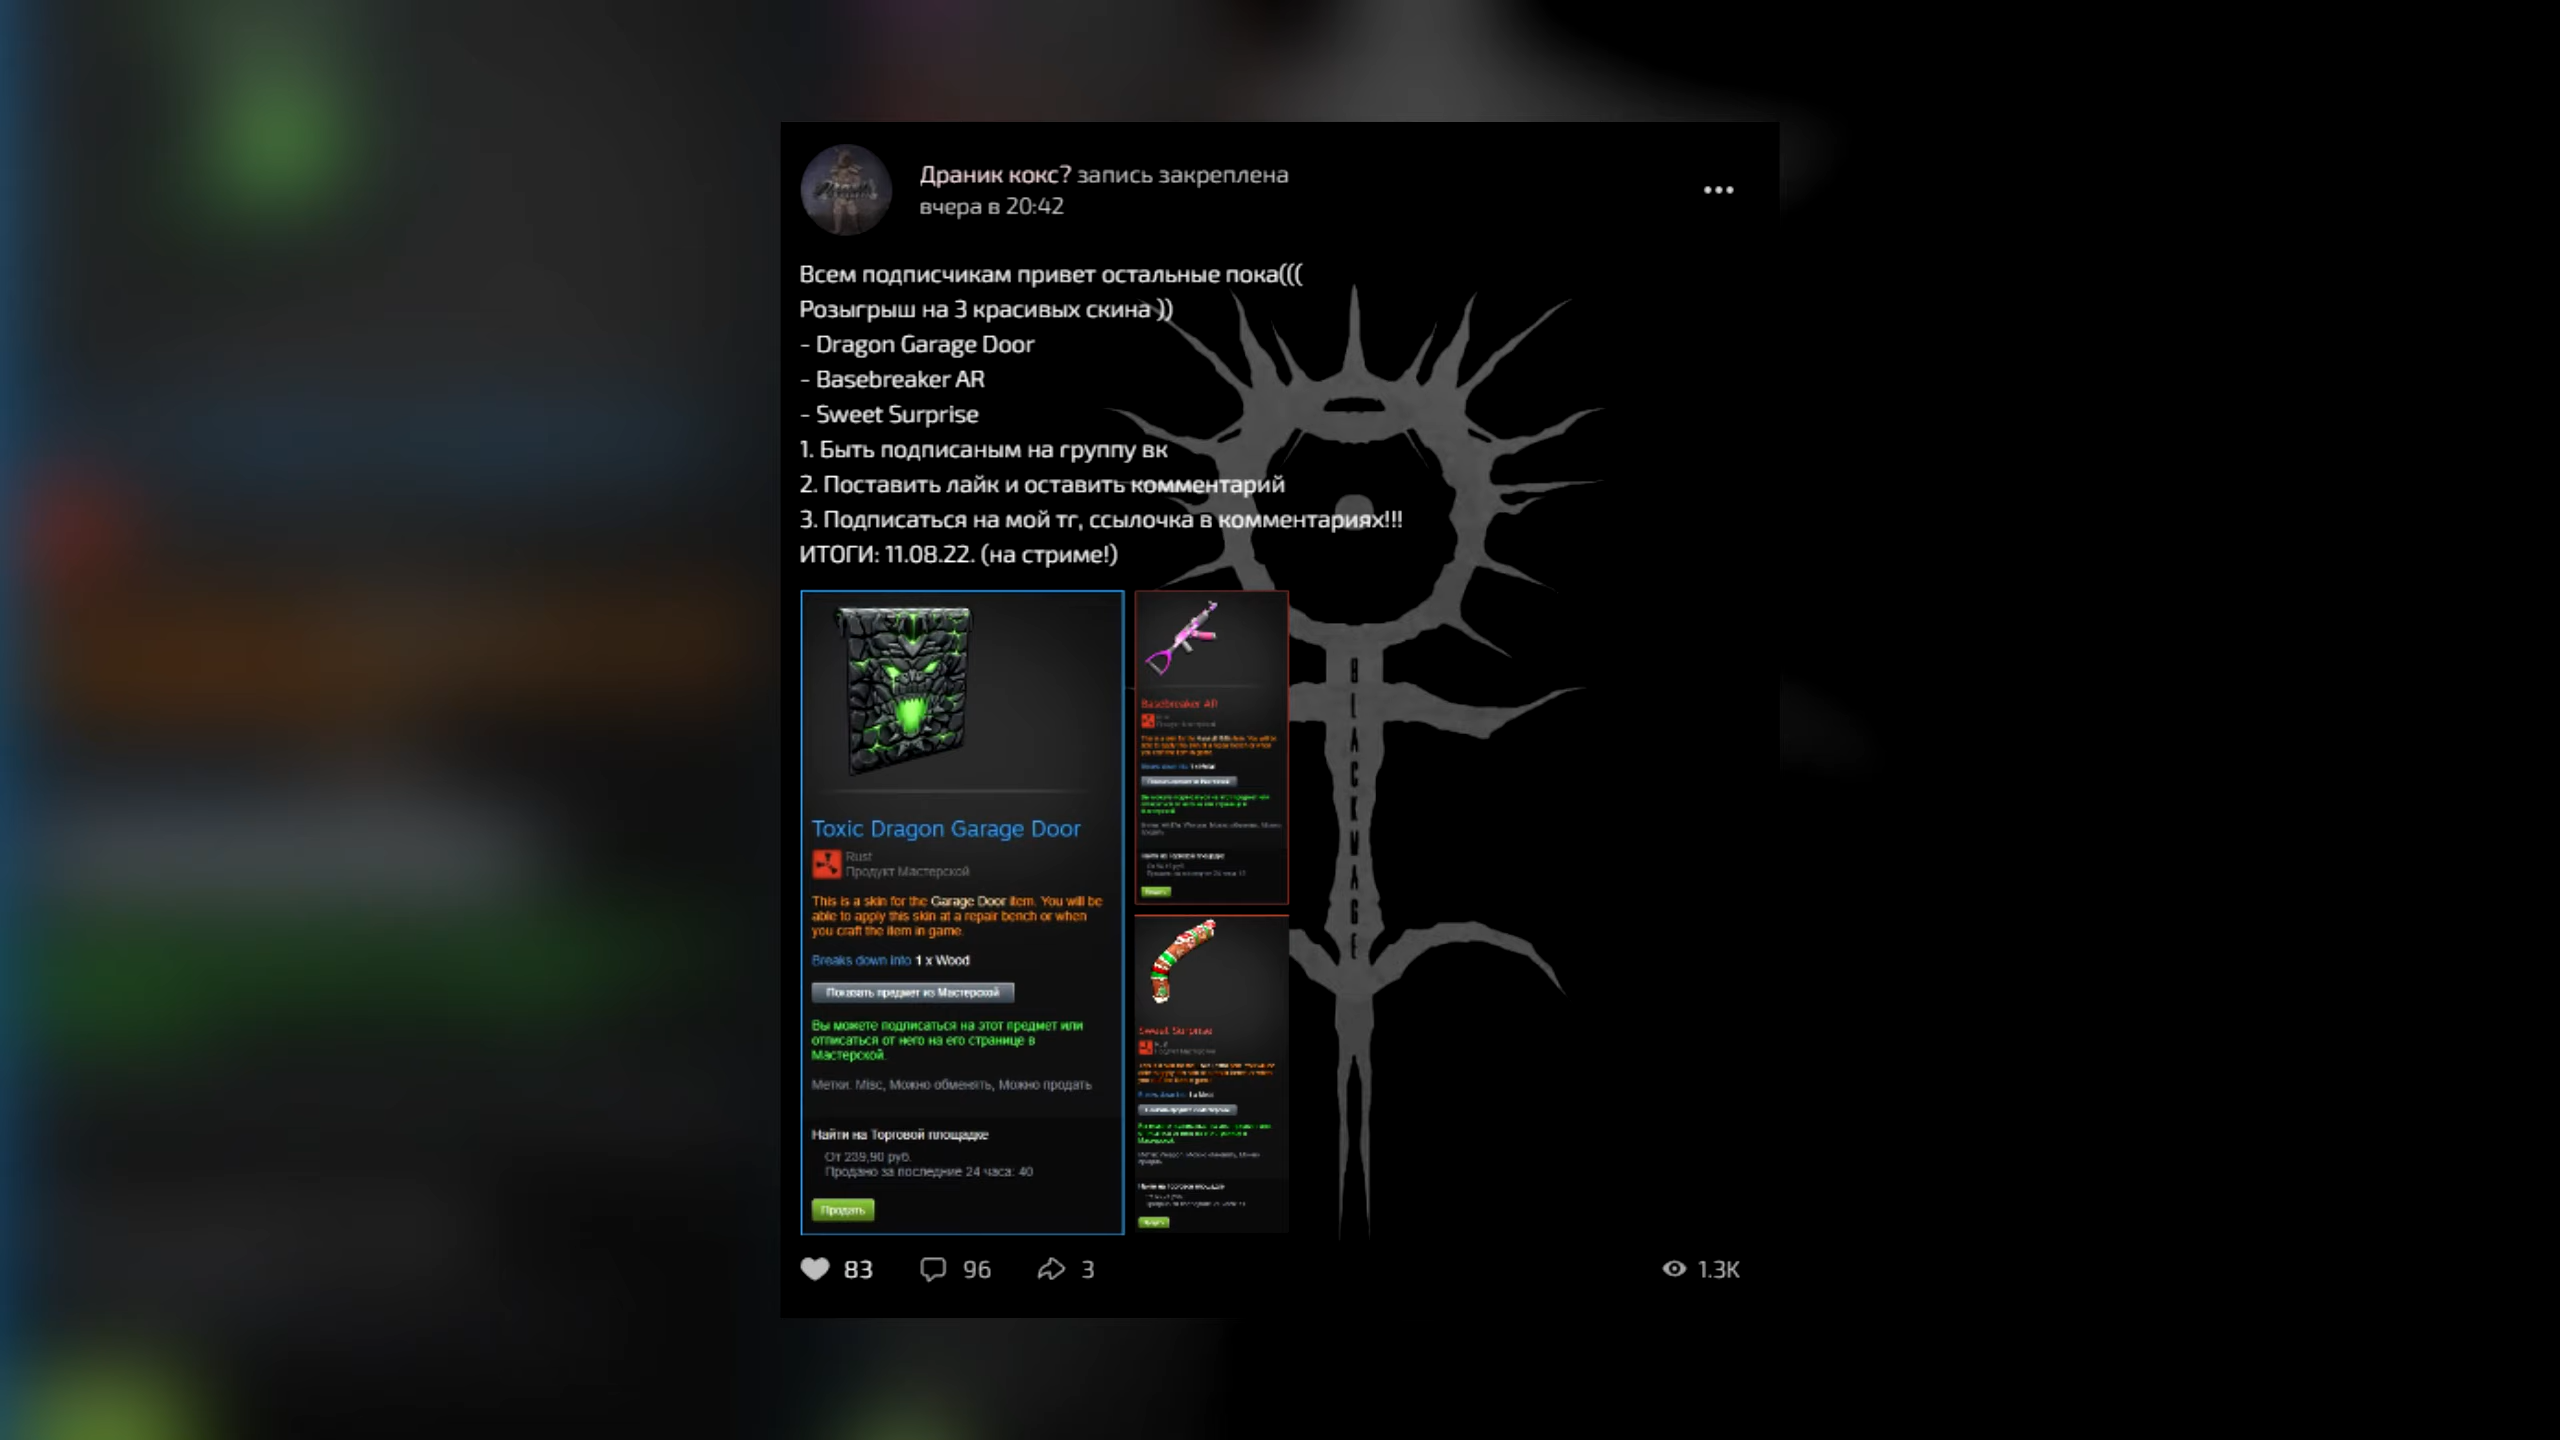 Драник кокс? запись закреплена
вчера в 20:42
Всем подписчикам привет остальные пока(((
Розыгрыш на 3 красивых скина ))
- Dragon Garage Door
- Basebreaker AR
- Sweet Surprise
1. Быть подписаным на группу вк
2. Поставить лайк и оставить комментарий
3. Подписаться на мой тг, ссылочка в комментариях!!!
ИТОГИ: 11.08.22. (на стриме!)
Toxic Dragon Garage Door
Rust
Продукт Мастерской
This is a skin for the Garage Door item. You will be
able to apply this skin at a repair bench or when
you craft the item in game.
Breaks down into 1 x Wood
Показать предмет из Мастерской
Вы можете подписаться на этот предмет или
отписаться от него на его странице в
Мастерской.
Метки: Misc, Можно обменять, Можно продать
Найти на Торговой площадке
От 239,90 руб.
Продано за последние 24 часа: 40
Продать
Basebreaker AR
Sweet Surprise
BLACKMAGE
83
96
3
1.3K